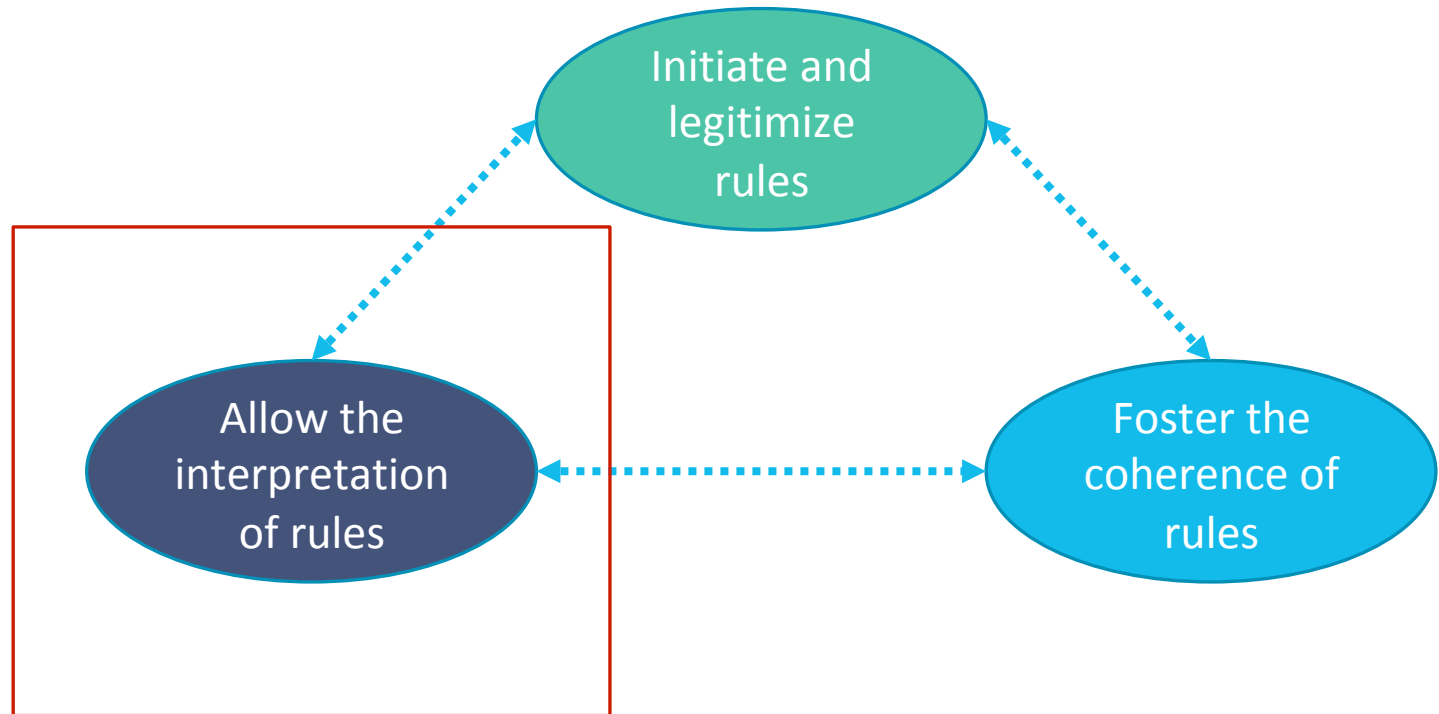 Initiate and
legitimize
rules
Allow the
interpretation
of rules
Foster the
coherence of
rules